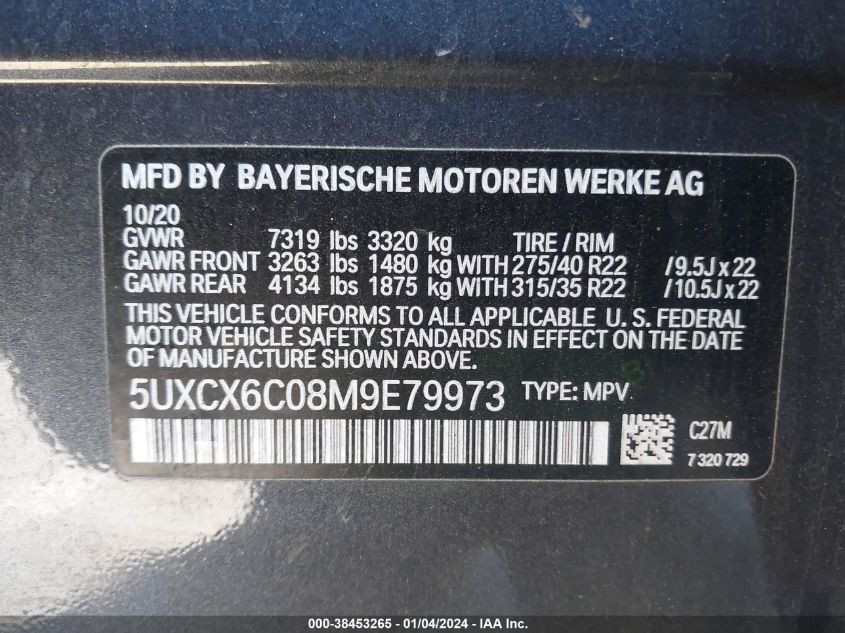 MFD BY BAYERISCHE MOTOREN WERKE AG
10/20
GVWR 7319 lbs 3320 kg TIRE / RIM
GAWR FRONT 3263 lbs 1480 kg WITH 275/40 R22 /9.5J x 22
GAWR REAR 4134 lbs 1875 kg WITH 315/35 R22 /10.5J x 22
THIS VEHICLE CONFORMS TO ALL APPLICABLE U. S. FEDERAL
MOTOR VEHICLE SAFETY STANDARDS IN EFFECT ON THE DATE
OF MANUFACTURE SHOWN ABOVE.
5UXCX6C08M9E79973 TYPE: MPV
C27M
7 320 729
000-38453265 - 01/04/2024 - IAA Inc.